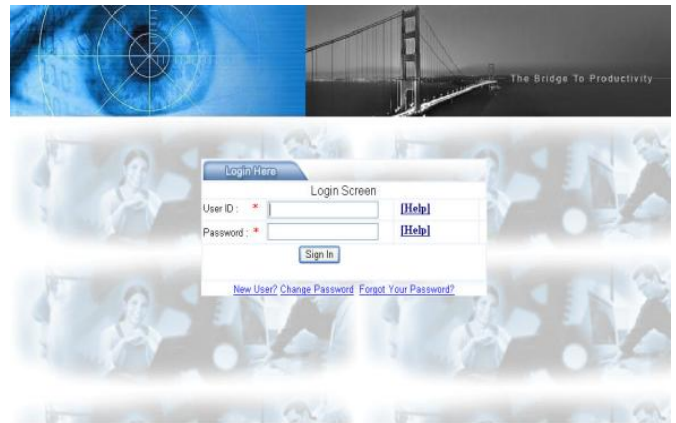 The Bridge To Productivity
Login Here
Login Screen
User ID : * [Help]
Password : * [Help]
Sign In
New User? Change Password Forgot Your Password?